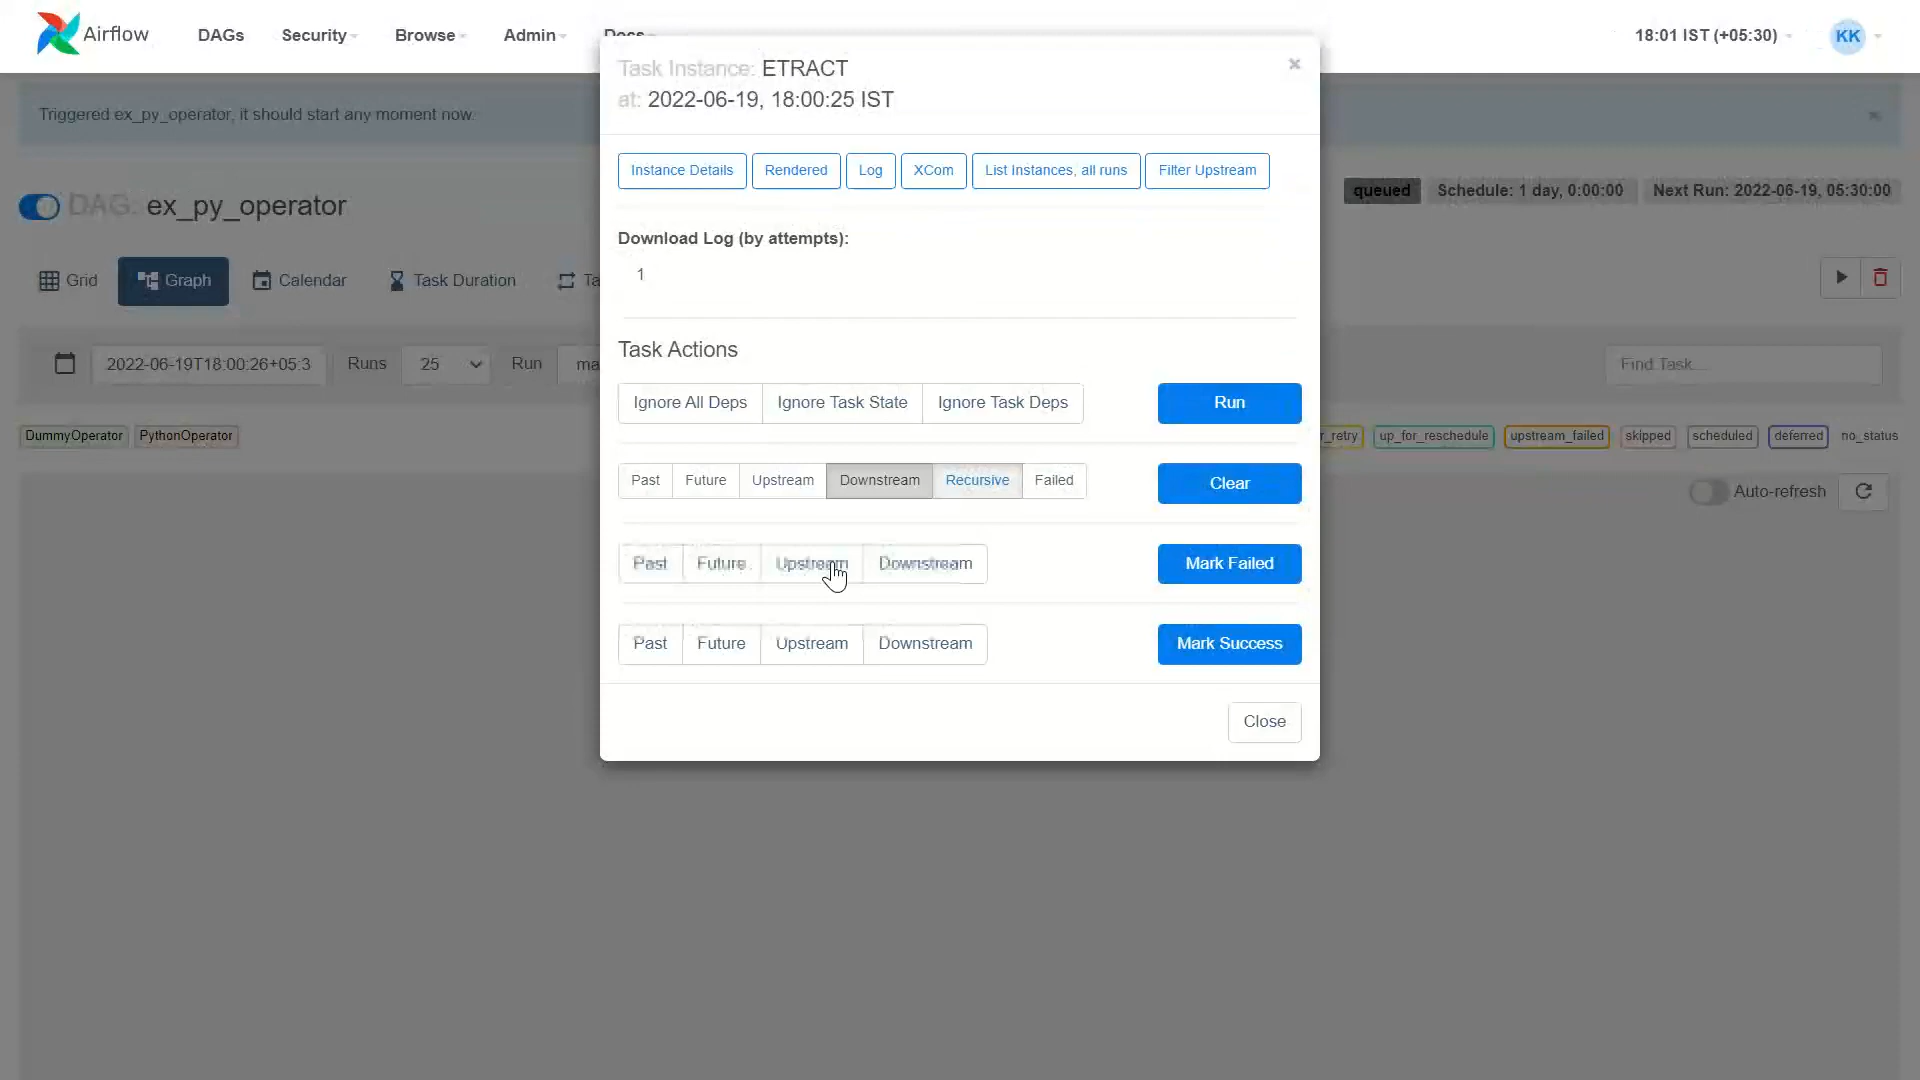 Airflow
DAGs
Security
Browse
Admin
Docs
18:01 IST (+05:30)
KK
Task Instance: ETRACT
at: 2022-06-19, 18:00:25 IST
Triggered ex_py_operator, it should start any moment now.
Instance Details
Rendered
Log
XCom
List Instances, all runs
Filter Upstream
DAG: ex_py_operator
queued
Schedule: 1 day, 0:00:00
Next Run: 2022-06-19, 05:30:00
Download Log (by attempts):
1
Grid
Graph
Calendar
Task Duration
Ta
Task Actions
2022-06-19T18:00:26+05:3
Runs
25
Run
ma
Find Task...
Ignore All Deps
Ignore Task State
Ignore Task Deps
Run
DummyOperator
PythonOperator
r_retry
up_for_reschedule
upstream_failed
skipped
scheduled
deferred
no_status
Past
Future
Upstream
Downstream
Recursive
Failed
Clear
Auto-refresh
Past
Future
Upstream
Downstream
Mark Failed
Past
Future
Upstream
Downstream
Mark Success
Close